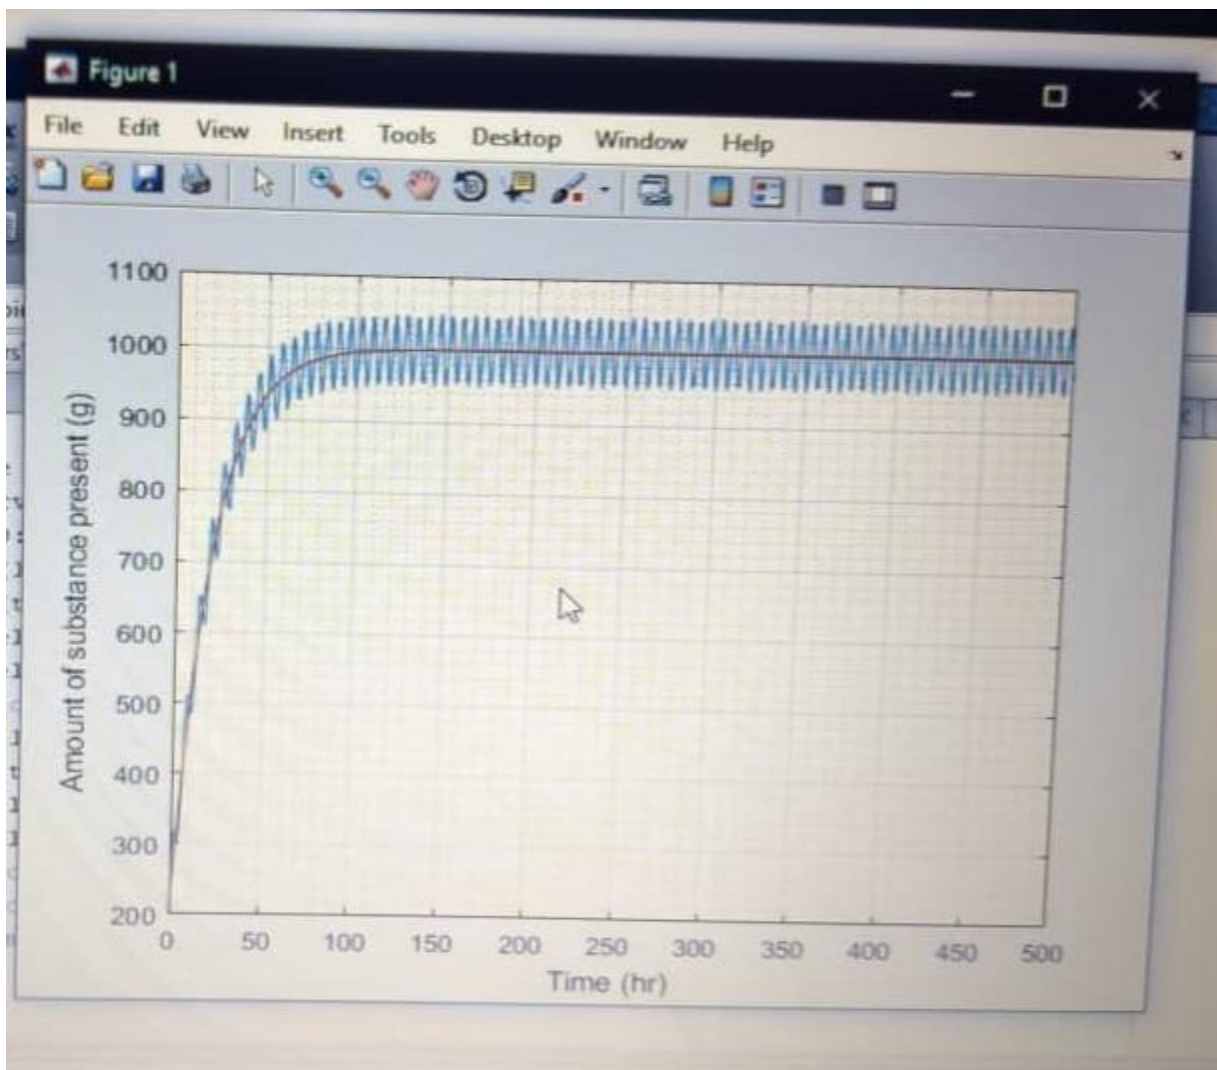 Figure 1
File Edit View Insert Tools Desktop Window Help
1100
1000
900
800
700
600
500
400
300
200
Amount of substance present (g)
0 50 100 150 200 250 300 350 400 450 500
Time (hr)